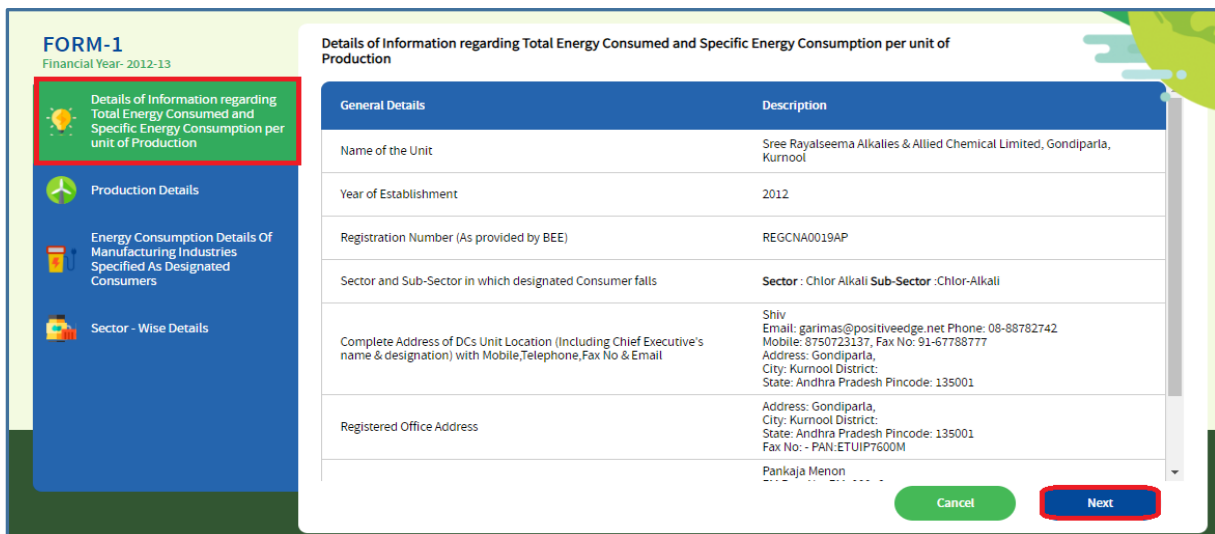 FORM-1
Financial Year- 2012-13
Details of Information regarding
Total Energy Consumed and
Specific Energy Consumption per
unit of Production
Production Details
Energy Consumption Details Of
Manufacturing Industries
Specified As Designated
Consumers
Sector - Wise Details
Details of Information regarding Total Energy Consumed and Specific Energy Consumption per unit of
Production
General Details Description
Name of the Unit
Sree Rayalseema Alkalies & Allied Chemical Limited, Gondiparla,
Kurnool
Year of Establishment 2012
Registration Number (As provided by BEE) REGCNA0019AP
Sector and Sub-Sector in which designated Consumer falls Sector : Chlor Alkali Sub-Sector :Chlor-Alkali
Complete Address of DCs Unit Location (Including Chief Executive's
name & designation) with Mobile,Telephone,Fax No & Email
Shiv
Email: garimas@positiveedge.net Phone: 08-88782742
Mobile: 8750723137, Fax No: 91-67788777
Address: Gondiparla,
City: Kurnool District:
State: Andhra Pradesh Pincode: 135001
Registered Office Address
Address: Gondiparla,
City: Kurnool District:
State: Andhra Pradesh Pincode: 135001
Fax No: - PAN:ETUIP7600M
Pankaja Menon
Cancel
Next